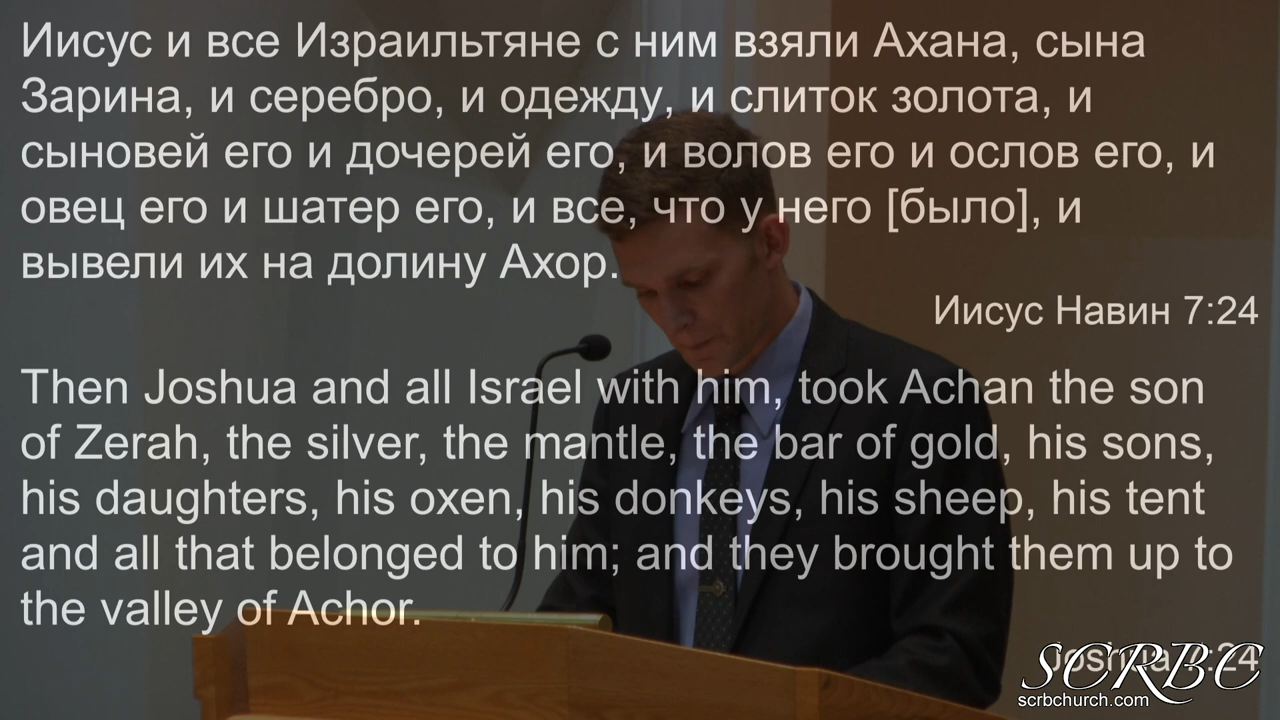 Иисус и все Израильтяне с ним взяли Ахана, сына
Зарина, и серебро, и одежду, и слиток золота, и
сыновей его и дочерей его, и волов его и ослов его, и
овец его и шатер его, и все, что у него [было], и
вывели их на долину Ахор.
Иисус Навин 7:24
Then Joshua and all Israel with him, took Achan the son
of Zerah, the silver, the mantle, the bar of gold, his sons,
his daughters, his oxen, his donkeys, his sheep, his tent
and all that belonged to him; and they brought them up to
the valley of Achor.
Joshua 7:24
SCRBC
scrbchurch.com